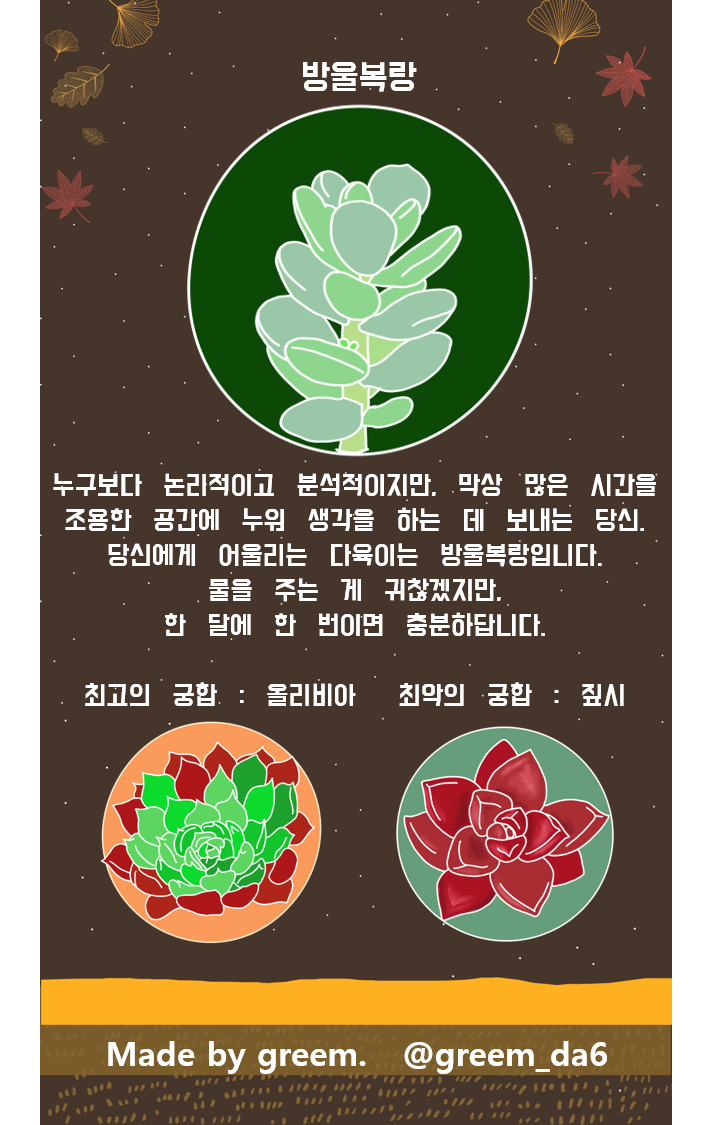 방울복랑
누구보다 논리적이고 분석적이지만, 막상 많은 시간을
조용한 공간에 누워 생각을 하는 데 보내는 당신.
당신에게 어울리는 다육이는 방울복랑입니다.
물을 주는 게 귀찮겠지만,
한 달에 한 번이면 충분하답니다.
최고의 궁합 : 올리비아 최악의 궁합 : 짚시
Made by greem. @greem_da6